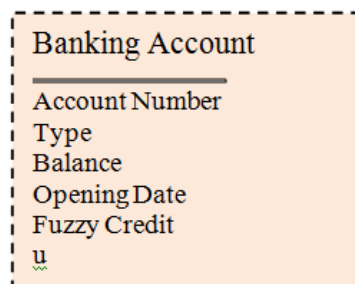 Banking Account
Account Number
Type
Balance
Opening Date
Fuzzy Credit
u